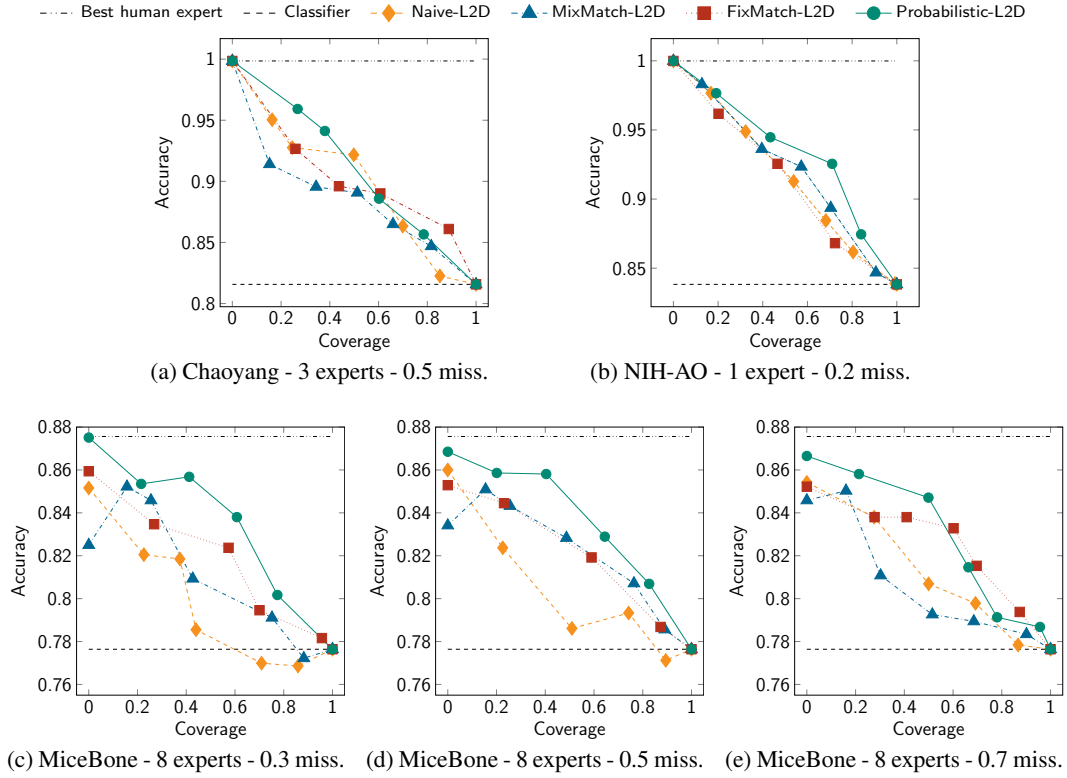 Best human expert Classifier Naive-L2D MixMatch-L2D FixMatch-L2D Probabilistic-L2D
1
0.95
0.9
0.85
0.8
Accuracy
0 0.2 0.4 0.6 0.8 1
Coverage
(a) Chaoyang - 3 experts - 0.5 miss.
1
0.95
0.9
0.85
Accuracy
0 0.2 0.4 0.6 0.8 1
Coverage
(b) NIH-AO - 1 expert - 0.2 miss.
0.88
0.86
0.84
0.82
0.8
0.78
0.76
Accuracy
0 0.2 0.4 0.6 0.8 1
Coverage
(c) MiceBone - 8 experts - 0.3 miss.
0.88
0.86
0.84
0.82
0.8
0.78
0.76
Accuracy
0 0.2 0.4 0.6 0.8 1
Coverage
(d) MiceBone - 8 experts - 0.5 miss.
0.88
0.86
0.84
0.82
0.8
0.78
0.76
Accuracy
0 0.2 0.4 0.6 0.8 1
Coverage
(e) MiceBone - 8 experts - 0.7 miss.